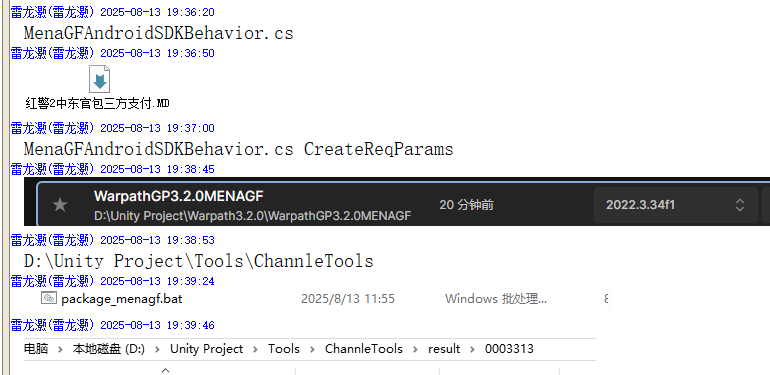 雷龙灏(雷龙灏) 2025-08-13 19:36:20
MenaGFAndroidSDKBehavior.cs
雷龙灏(雷龙灏) 2025-08-13 19:36:50
红警2中东官包三方支付.MD
雷龙灏(雷龙灏) 2025-08-13 19:37:00
MenaGFAndroidSDKBehavior.cs CreateReqParams
雷龙灏(雷龙灏) 2025-08-13 19:38:45
WarpathGP3.2.0MENAGF
D:\Unity Project\Warpath3.2.0\WarpathGP3.2.0MENAGF
20 分钟前
2022.3.34f1
雷龙灏(雷龙灏) 2025-08-13 19:38:53
D:\Unity Project\Tools\ChannleTools
雷龙灏(雷龙灏) 2025-08-13 19:39:24
package_menagf.bat 2025/8/13 11:55 Windows 批处理...
雷龙灏(雷龙灏) 2025-08-13 19:39:46
电脑 > 本地磁盘 (D:) > Unity Project > Tools > ChannleTools > result > 0003313